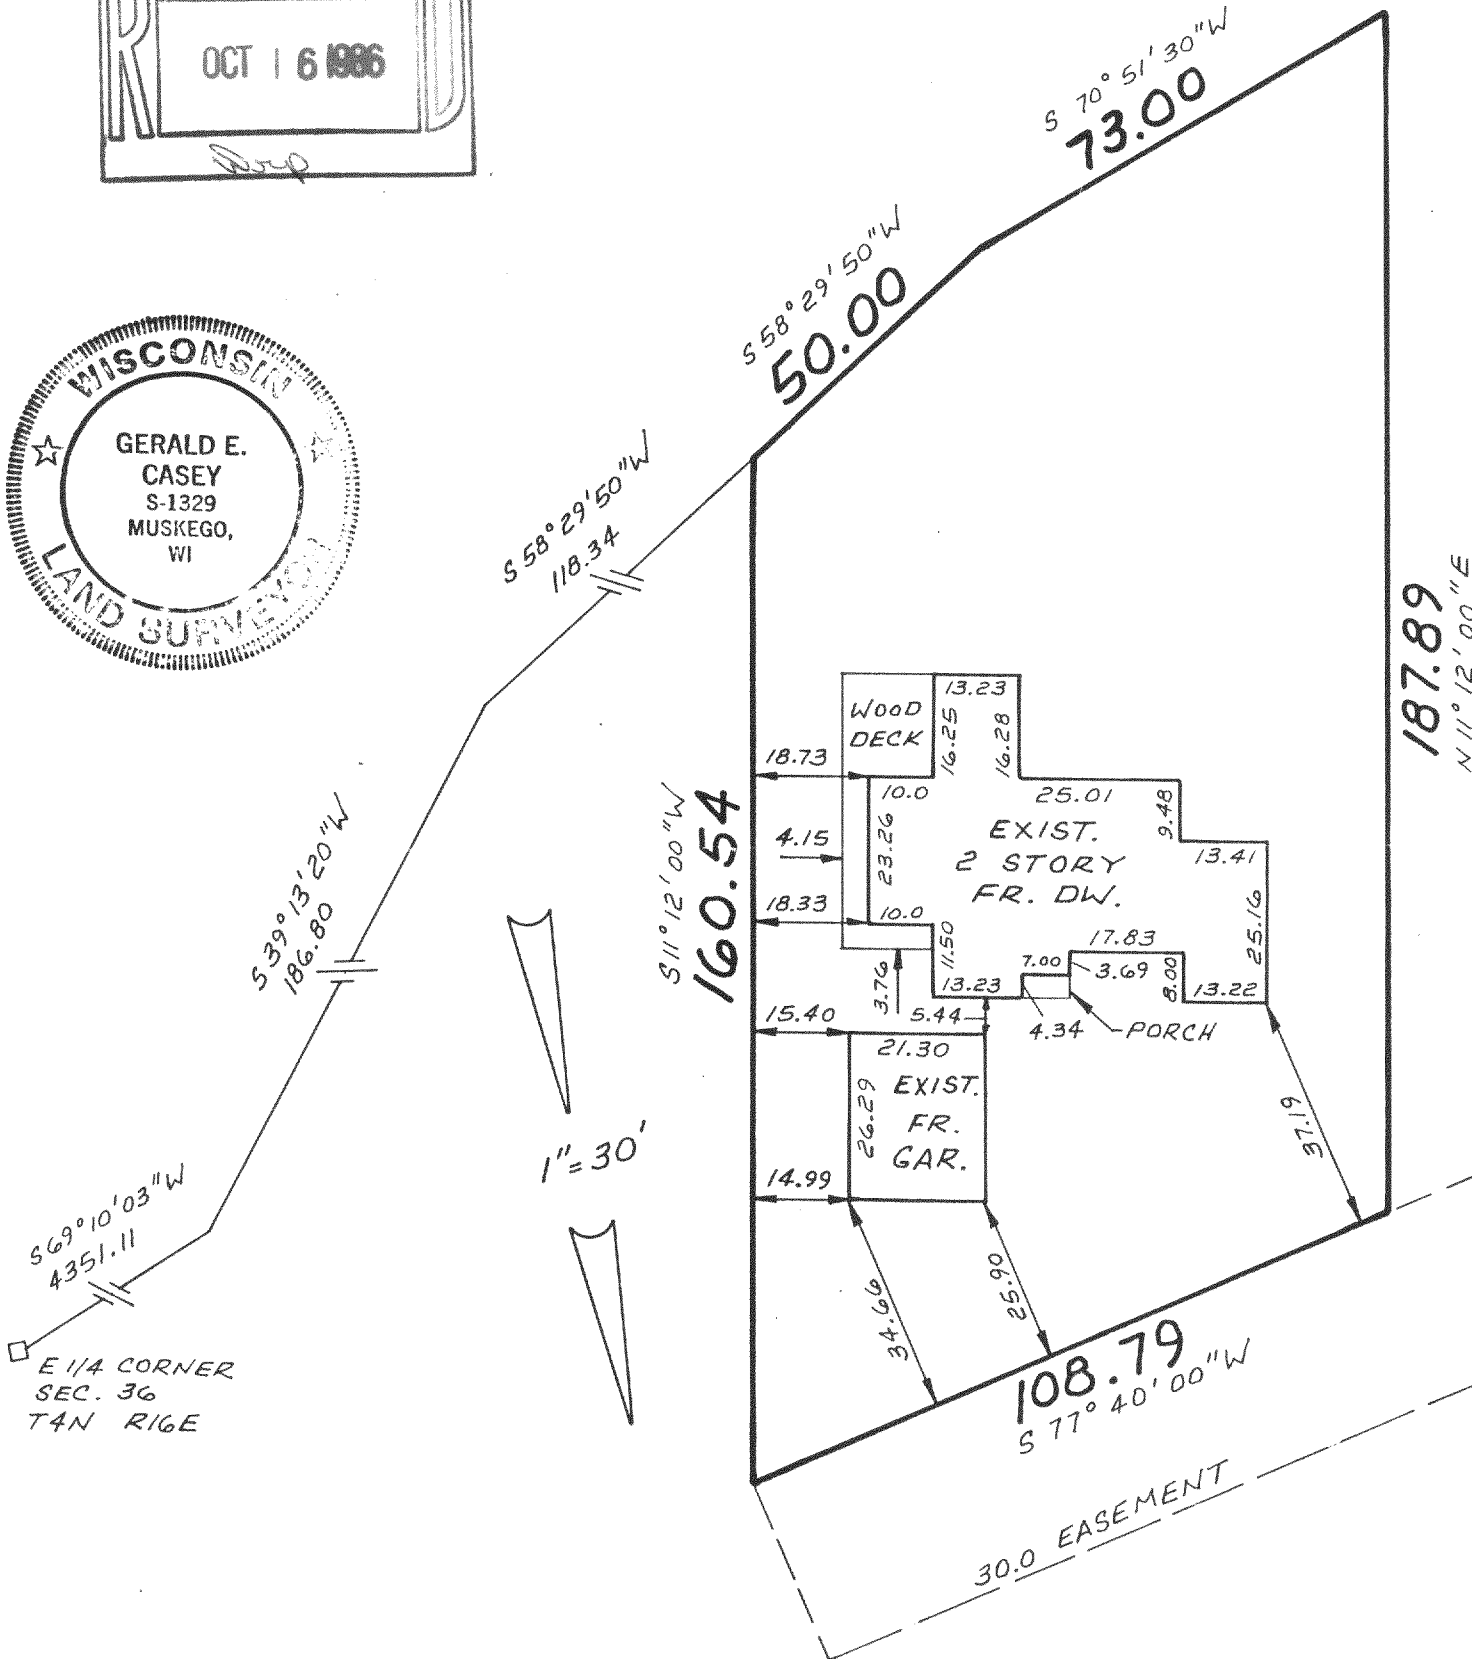 R
D
OCT 16 1986
WISCONSIN
GERALD E.
CASEY
S-1329
MUSKEGO,
WI
LAND SURVEYOR
S 70° 51' 30" W
73.00
S 58° 29' 50" W
50.00
S 58° 29' 50" W
118.34
S 39° 13' 20" W
186.80
S 69° 10' 03" W
4351.11
E 1/4 CORNER
SEC. 36
T4N R16E
1" = 30'
S 11° 12' 00" W
160.54
187.89
N 11° 12' 00" E
WOOD
DECK
13.23
16.25
16.28
18.73
10.0
25.01
9.48
4.15
23.26
EXIST.
2 STORY
FR. DW.
13.41
18.33
10.0
11.50
17.83
25.16
7.00
3.69
8.00
3.76
13.23
13.22
15.40
5.44
4.34
PORCH
21.30
26.29
EXIST.
FR.
GAR.
14.99
37.19
34.66
25.90
108.79
S 77° 40' 00" W
30.0 EASEMENT